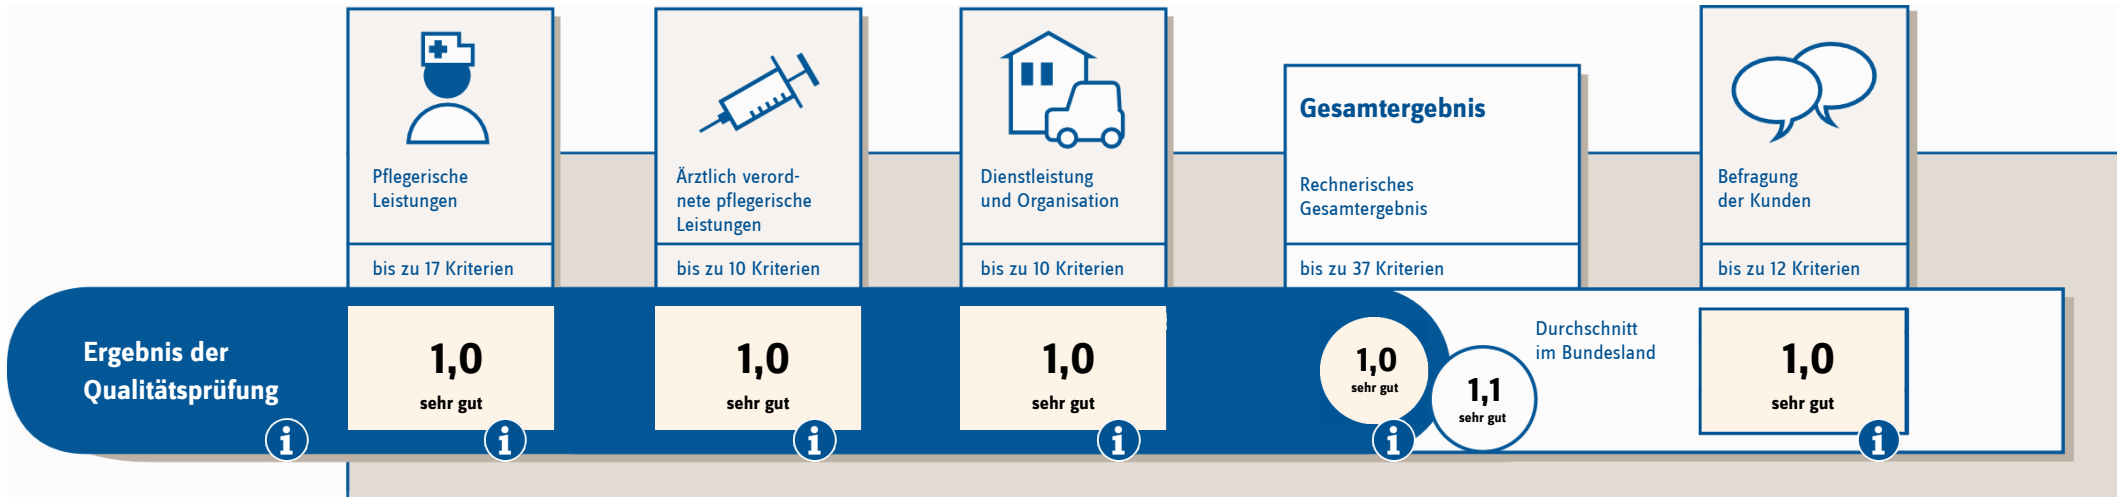 Pflegerische
Leistungen
bis zu 17 Kriterien
Ärztlich verord-
nete pflegerische
Leistungen
bis zu 10 Kriterien
Dienstleistung
und Organisation
bis zu 10 Kriterien
Gesamtergebnis
Rechnerisches
Gesamtergebnis
bis zu 37 Kriterien
Befragung
der Kunden
bis zu 12 Kriterien
Ergebnis der
Qualitätsprüfung
i
1,0
sehr gut
i
1,0
sehr gut
i
1,0
sehr gut
i
1,0
sehr gut
i
1,1
sehr gut
Durchschnitt
im Bundesland
1,0
sehr gut
i